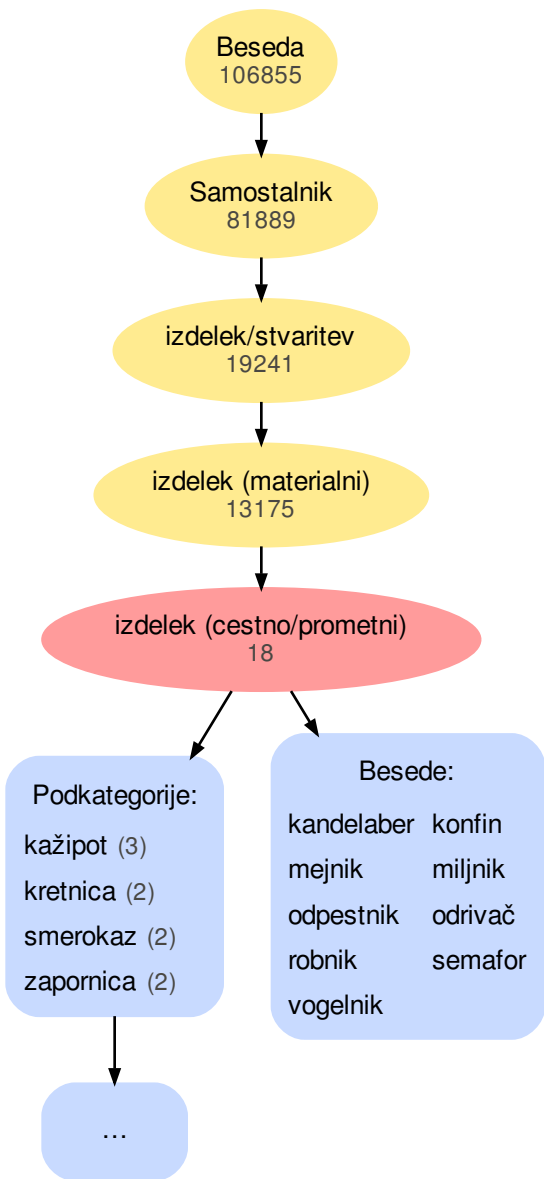 Beseda
106855
Samostalnik
81889
izdelek/stvaritev
19241
izdelek (materialni)
13175
izdelek (cestno/prometni)
18
Podkategorije:
kažipot (3)
kretnica (2)
smerokaz (2)
zapornica (2)
...
Besede:
kandelaber konfin
mejnik miljnik
odpestnik odrivač
robnik semafor
vogelnik